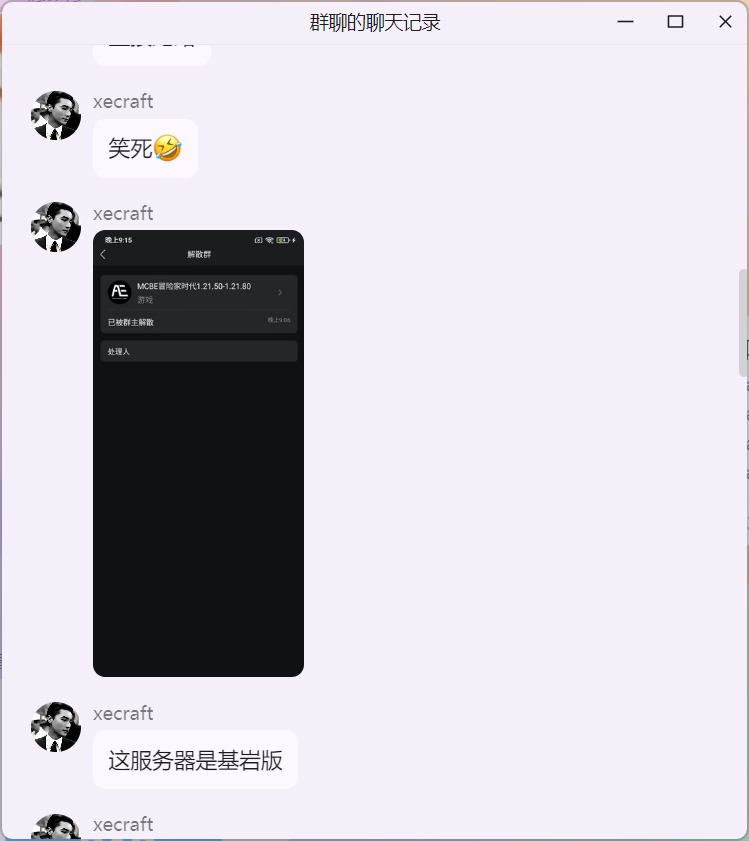 群聊的聊天记录
xecraft
笑死🤣
xecraft
晚上9:15
解散群
AE
MCBE冒险家时代1.21.50-1.21.80
游戏
已被群主解散
晚上9:06
处理人
xecraft
这服务器是基岩版
xecraft